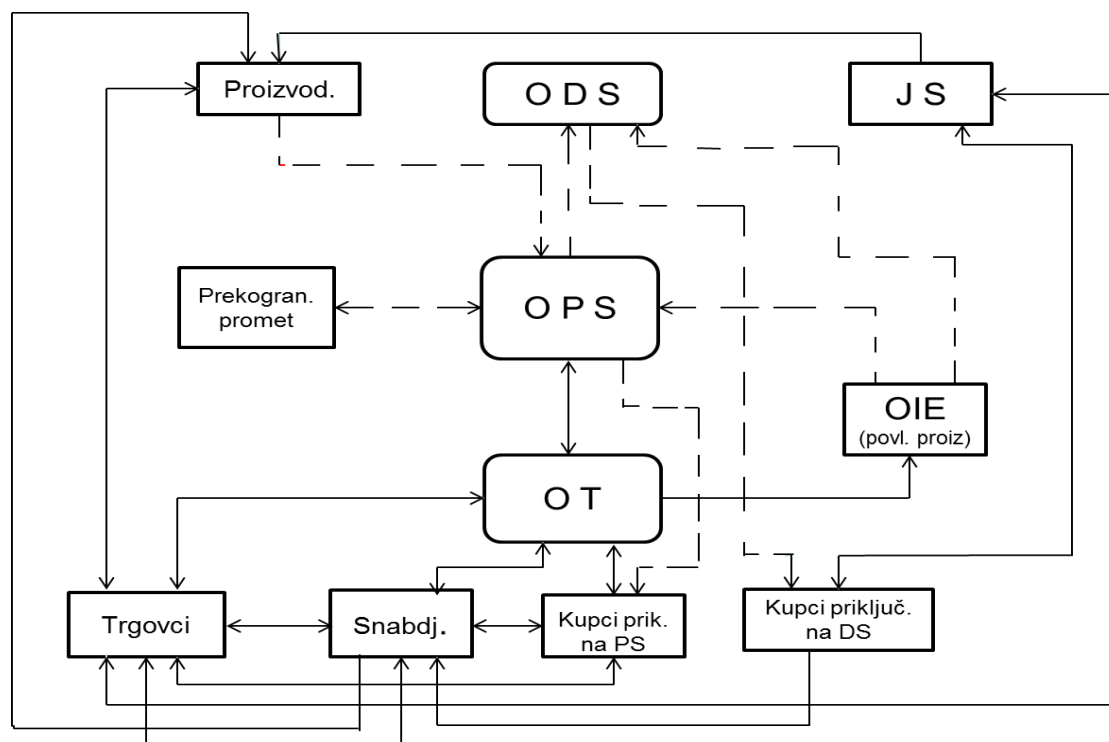 Proizvod.
O D S
J S
Prekogran.
promet
O P S
OIE
(povl. proiz)
O T
Trgovci
Snabdj.
Kupci prik.
na PS
Kupci priključ.
na DS